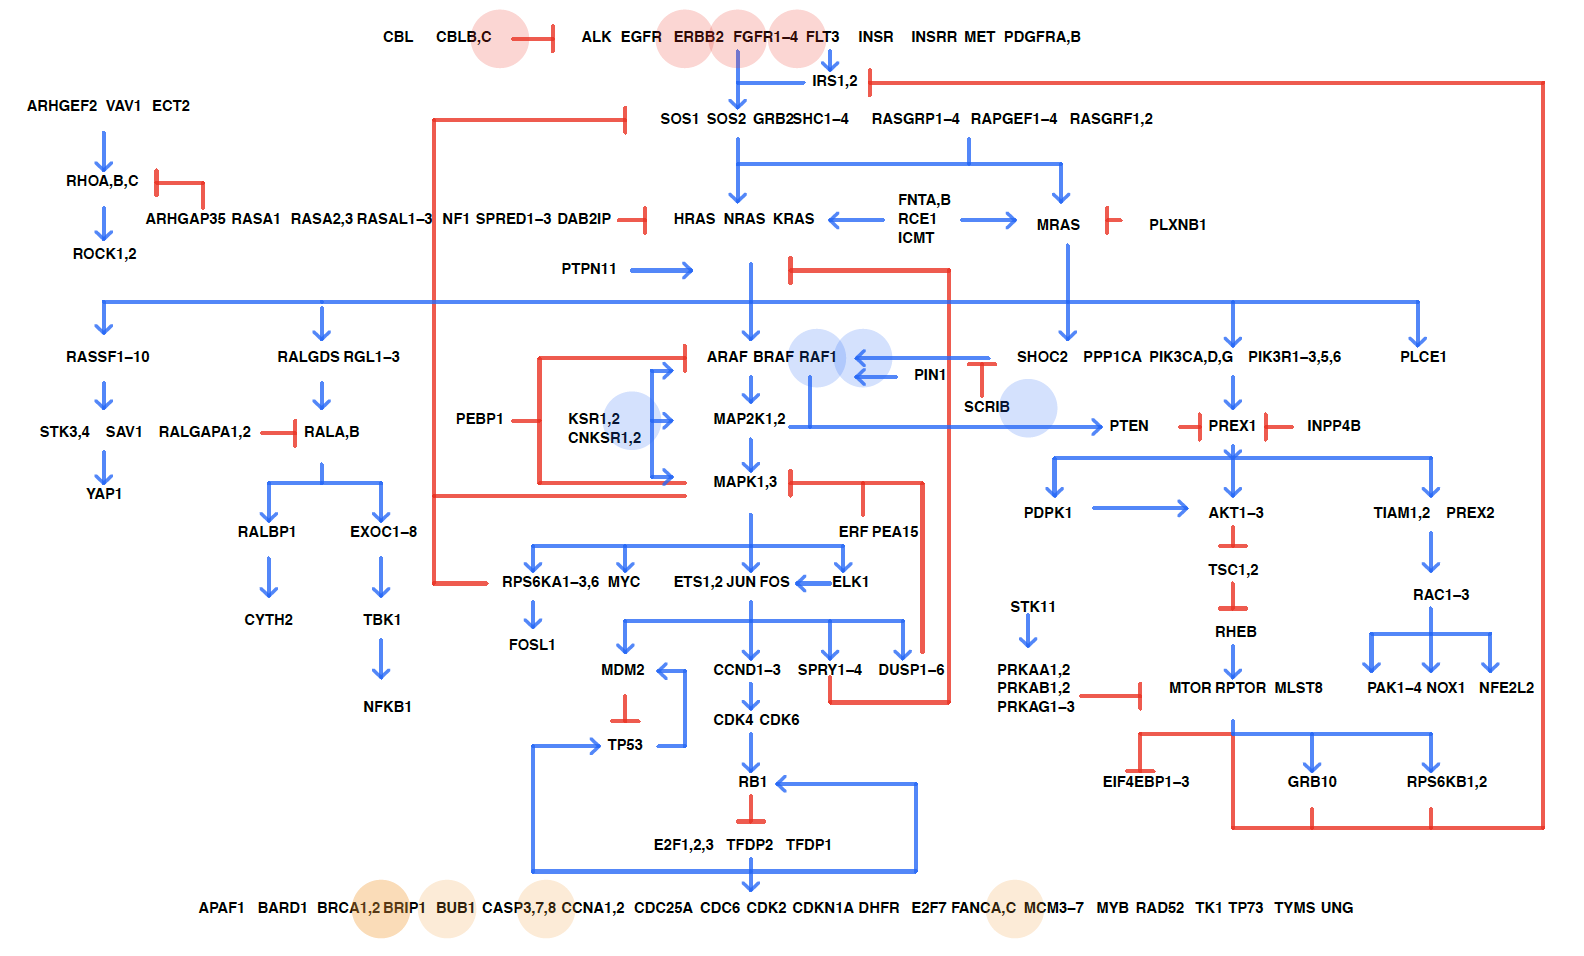 CBL CBLB,C ALK EGFR ERBB2 FGFR1–4 FLT3 INSR INSRR MET PDGFRA,B
IRS1,2
ARHGEF2 VAV1 ECT2
SOS1 SOS2 GRB2 SHC1–4 RASGRP1–4 RAPGEF1–4 RASGRF1,2
RHOA,B,C
ARHGAP35 RASA1 RASA2,3 RASAL1–3 NF1 SPRED1–3 DAB2IP HRAS NRAS KRAS
FNTA,B
RCE1
ICMT
MRAS PLXNB1
ROCK1,2
PTPN11
RASSF1–10 RALGDS RGL1–3 ARAF BRAF RAF1 SHOC2 PPP1CA PIK3CA,D,G PIK3R1–3,5,6 PLCE1
PIN1
SCRIB
PEBP1 KSR1,2
CNKSR1,2
MAP2K1,2 PTEN PREX1 INPP4B
STK3,4 SAV1 RALGAPA1,2 RALA,B
MAPK1,3
YAP1
RALBP1 EXOC1–8 ERF PEA15 PDPK1 AKT1–3 TIAM1,2 PREX2
TSC1,2
RPS6KA1–3,6 MYC ETS1,2 JUN FOS ELK1
RAC1–3
STK11
CYTH2 TBK1
RHEB
FOSL1
MDM2 CCND1–3 SPRY1–4 DUSP1–6
PRKAA1,2
PRKAB1,2
PRKAG1–3
MTOR RPTOR MLST8 PAK1–4 NOX1 NFE2L2
NFKB1
CDK4 CDK6
TP53
RB1 EIF4EBP1–3 GRB10 RPS6KB1,2
E2F1,2,3 TFDP2 TFDP1
APAF1 BARD1 BRCA1,2 BRIP1 BUB1 CASP3,7,8 CCNA1,2 CDC25A CDC6 CDK2 CDKN1A DHFR E2F7 FANCA,C MCM3–7 MYB RAD52 TK1 TP73 TYMS UNG